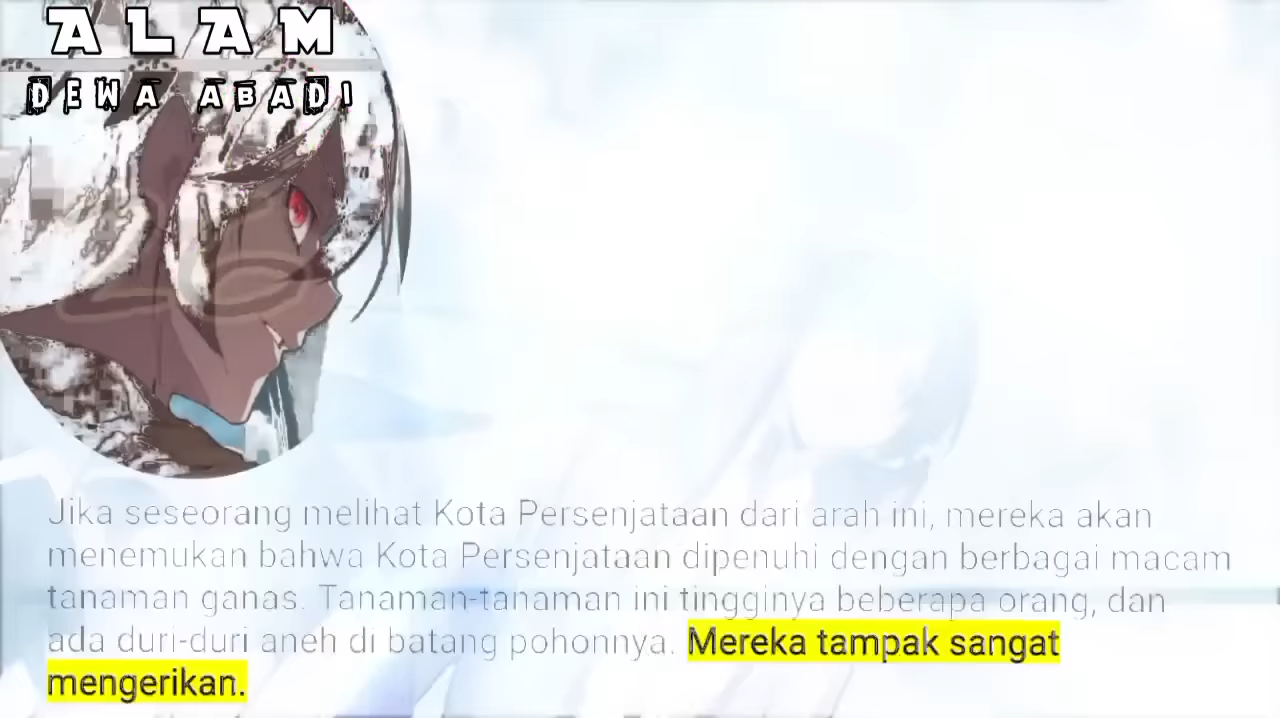 ALAM
DEWA ABADI
Jika seseorang melihat Kota Persenjataan dari arah ini, mereka akan
menemukan bahwa Kota Persenjataan dipenuhi dengan berbagai macam
tanaman ganas. Tanaman-tanaman ini tingginya beberapa orang, dan
ada duri-duri aneh di batang pohonnya. Mereka tampak sangat
mengerikan.